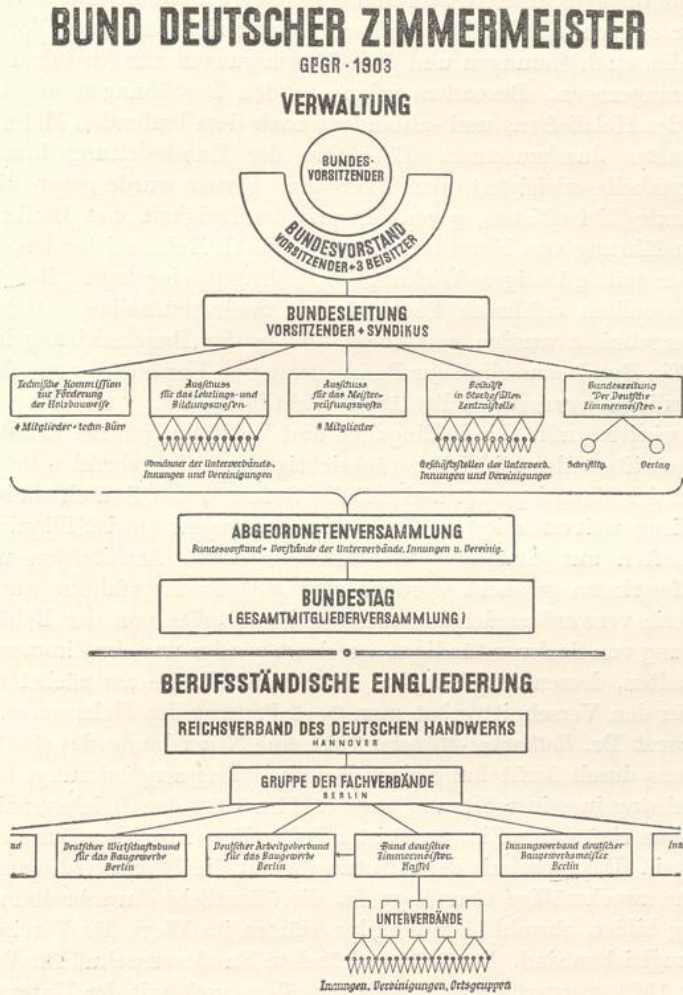 BUND DEUTSCHER ZIMMERMEISTER
GEGR · 1903
VERWALTUNG
BUNDES-
VORSITZENDER
BUNDESVORSTAND
VORSITZENDER + 3 BEISITZER
BUNDESLEITUNG
VORSITZENDER + SYNDIKUS
Technische Kommission
zur Förderung
der Holzbauweise
4 Mitglieder + techn. Büro
Ausschuss
für das Lehrlings- und
Bildungswesen
Obmänner der Unterverbände,
Innungen und Vereinigungen
Ausschuss
für das Meister-
prüfungswesen
8 Mitglieder
Beihilfe
in Sterbefällen
Zentralstelle
Geschäftsstellen der Unterverb.
Innungen und Vereinigungen
Bundeszeitung
"Der Deutsche
Zimmermeister"
Schriftltg.
Verlag
ABGEORDNETENVERSAMMLUNG
Bundesvorstand + Vorstände der Unterverbände, Innungen u. Vereinig.
BUNDESTAG
(GESAMTMITGLIEDERVERSAMMLUNG)
BERUFSSTÄNDISCHE EINGLIEDERUNG
REICHSVERBAND DES DEUTSCHEN HANDWERKS
HANNOVER
GRUPPE DER FACHVERBÄNDE
BERLIN
Deutscher Wirtschaftsbund
für das Baugewerbe
Berlin
Deutscher Arbeitgeberbund
für das Baugewerbe
Berlin
Bund deutscher
Zimmermeister
Kassel
Innungsverband deutscher
Baugewerksmeister
Berlin
UNTERVERBÄNDE
Innungen, Vereinigungen, Ortsgruppen